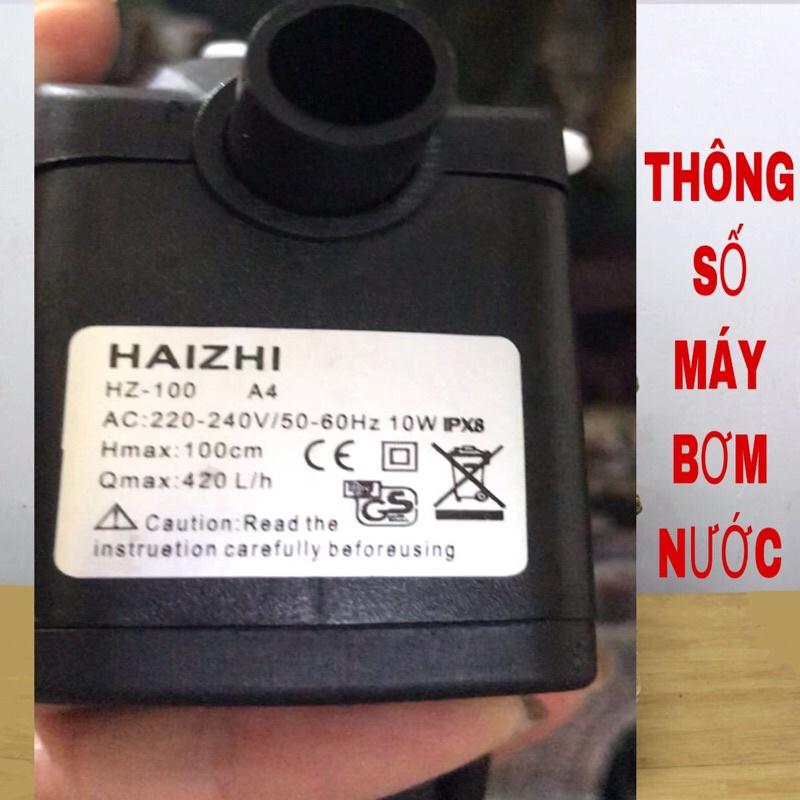 HAIZHI
HZ-100 A4
AC:220-240V/50-60Hz 10W IPX8
Hmax:100cm
Qmax:420 L/h
CE
GS
Caution:Read the
instruetion carefully beforeusing
THÔNG
SỐ
MÁY
BƠM
NƯỚC